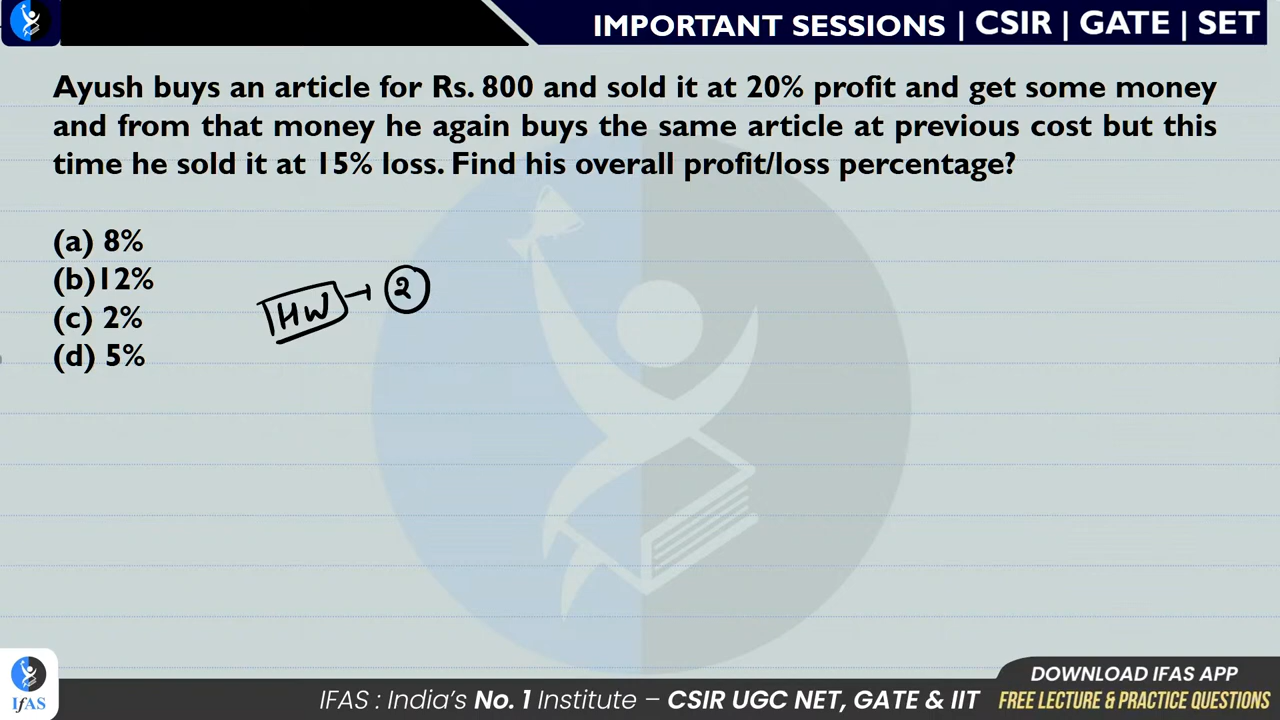 IMPORTANT SESSIONS | CSIR | GATE | SET
Ayush buys an article for Rs. 800 and sold it at 20% profit and get some money
and from that money he again buys the same article at previous cost but this
time he sold it at 15% loss. Find his overall profit/loss percentage?
(a) 8%
(b)12%
(c) 2%
(d) 5%
HW → 2
IfAS
IFAS : India's No. 1 Institute – CSIR UGC NET, GATE & IIT
DOWNLOAD IFAS APP
FREE LECTURE & PRACTICE QUESTIONS